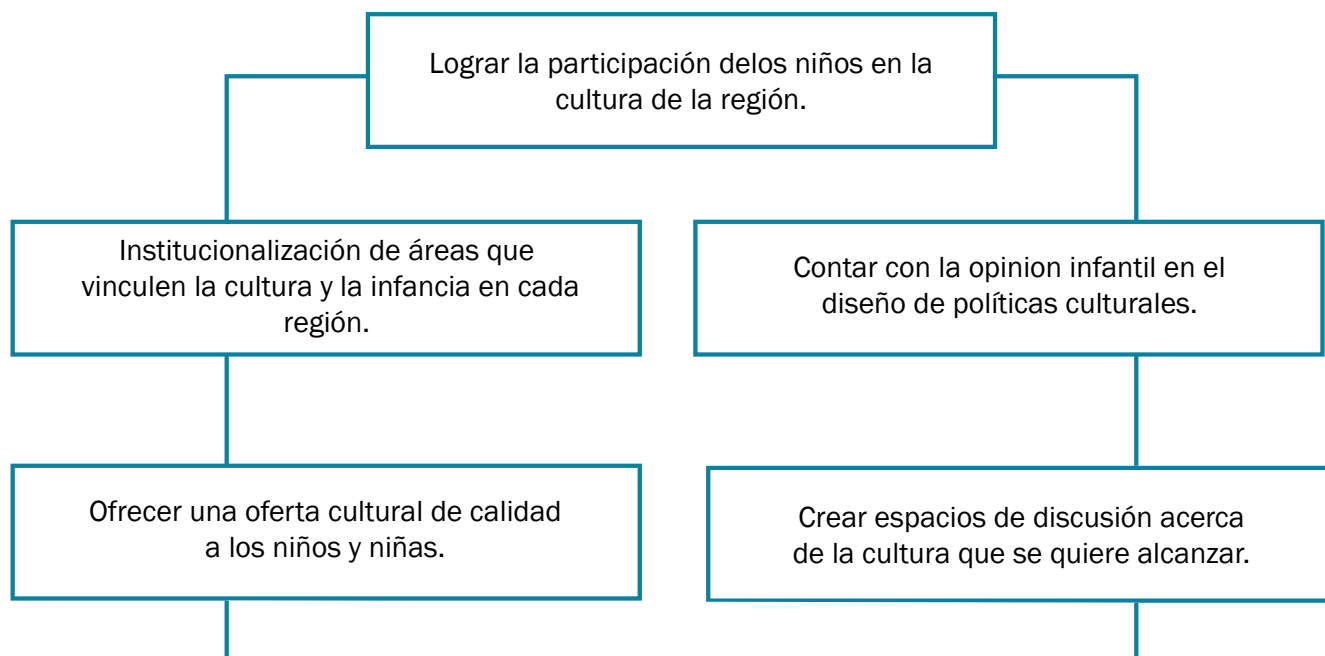 Lograr la participación delos niños en la
cultura de la región.
Institucionalización de áreas que
vinculen la cultura y la infancia en cada
región.
Contar con la opinion infantil en el
diseño de políticas culturales.
Ofrecer una oferta cultural de calidad
a los niños y niñas.
Crear espacios de discusión acerca
de la cultura que se quiere alcanzar.